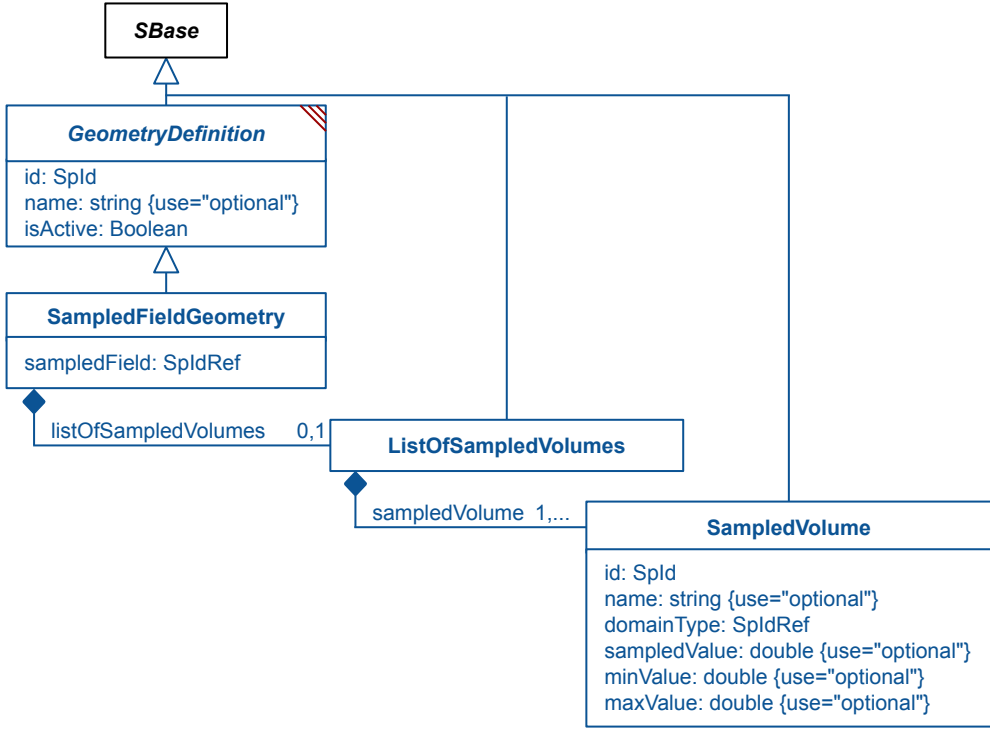 SBase
GeometryDefinition
id: SpId
name: string {use="optional"}
isActive: Boolean
SampledFieldGeometry
sampledField: SpIdRef
listOfSampledVolumes 0,1
ListOfSampledVolumes
sampledVolume 1,...
SampledVolume
id: SpId
name: string {use="optional"}
domainType: SpIdRef
sampledValue: double {use="optional"}
minValue: double {use="optional"}
maxValue: double {use="optional"}